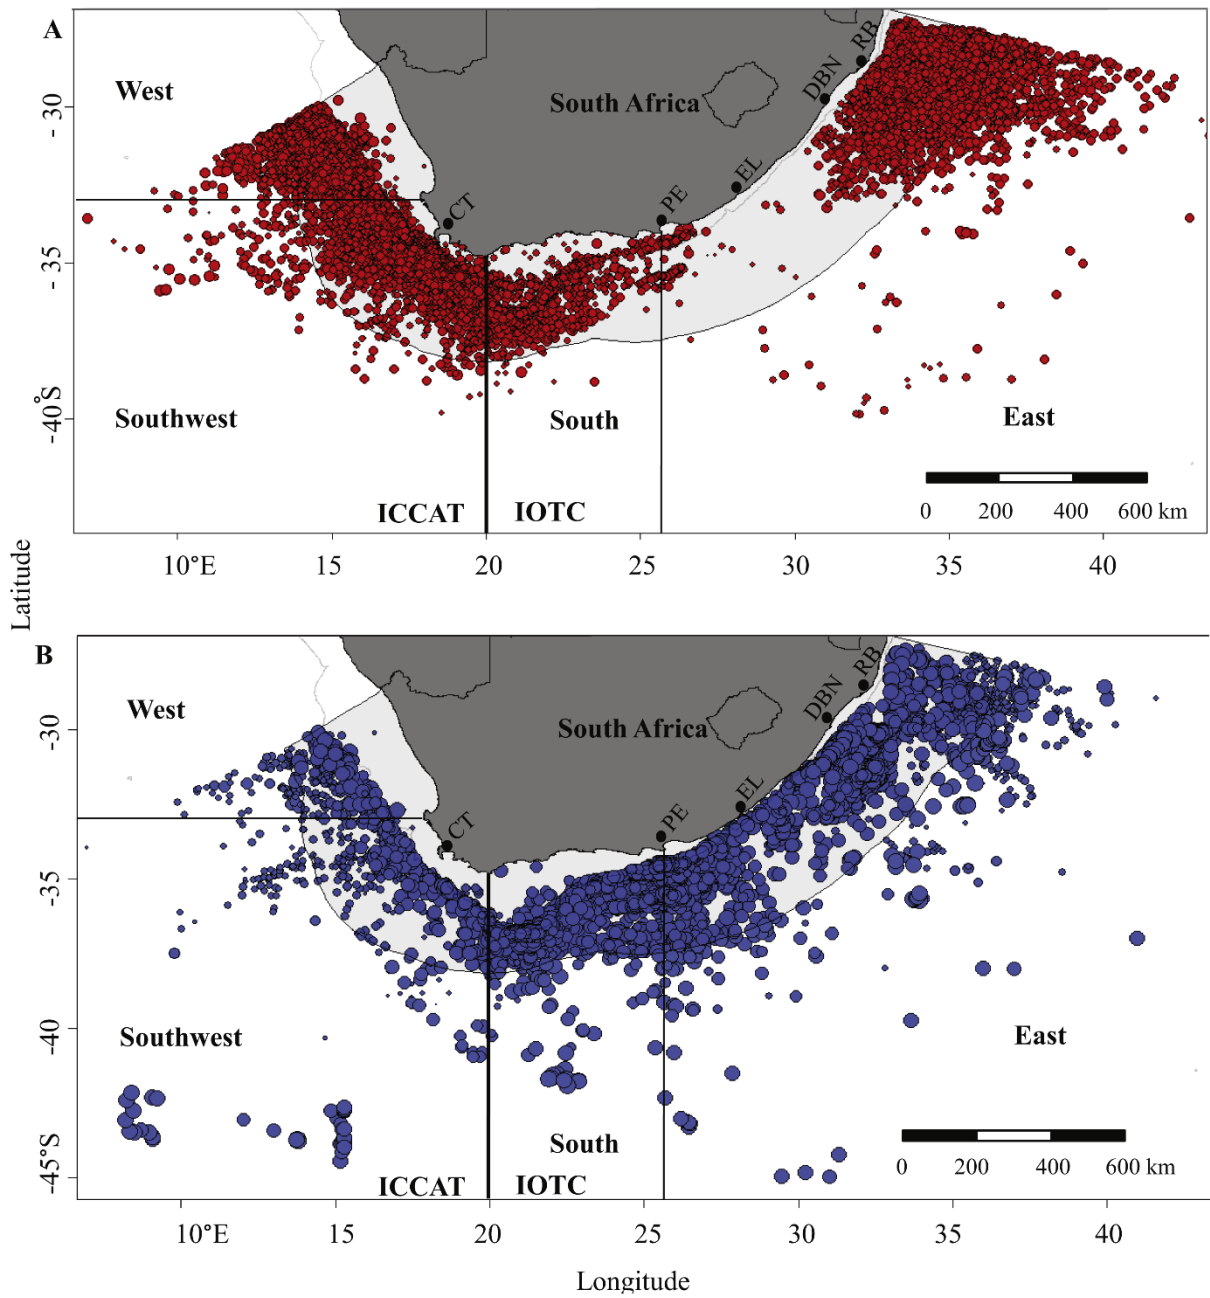 A
West
South Africa
RB
DBN
EL
PE
CT
- 30
- 35
-40°S
Southwest
South
East
ICCAT
IOTC
0 200 400 600 km
10°E 15 20 25 30 35 40
Latitude
B
West
South Africa
RB
DBN
EL
PE
CT
-30
-35
-40
-45°S
Southwest
South
East
ICCAT
IOTC
0 200 400 600 km
10°E 15 20 25 30 35 40
Longitude